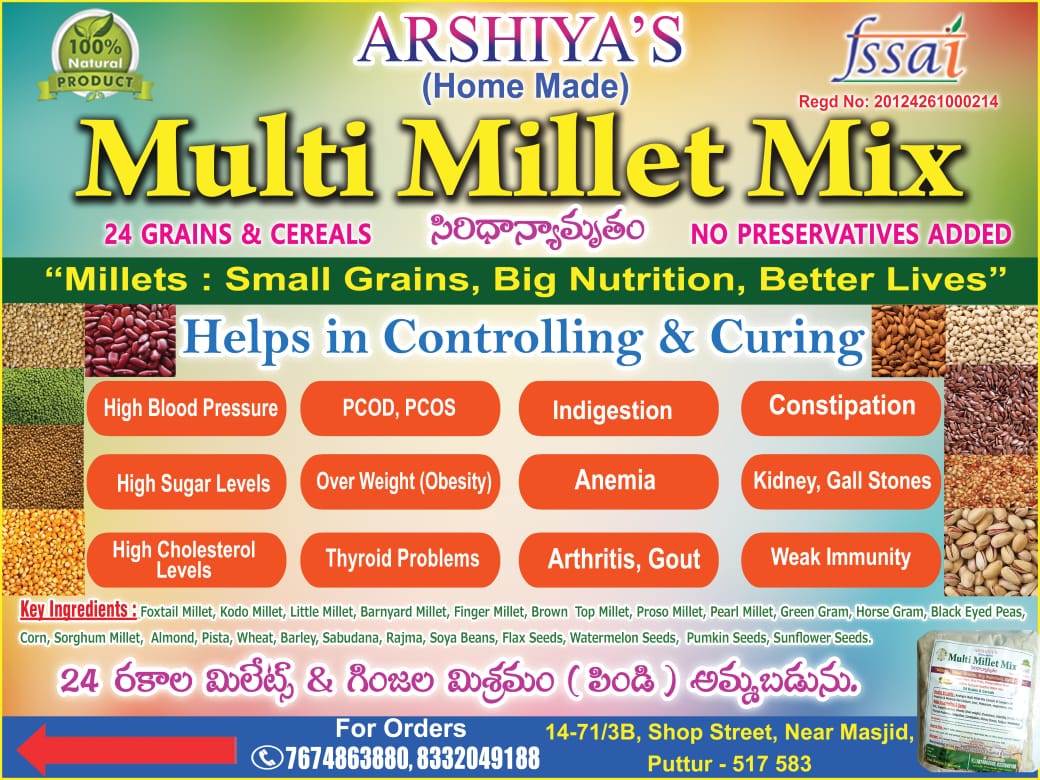 100%
Natural
PRODUCT
ARSHIYA'S
(Home Made)
fssai
Regd No: 20124261000214
Multi Millet Mix
24 GRAINS & CEREALS
సిరిధాన్యామృతం
NO PRESERVATIVES ADDED
“Millets : Small Grains, Big Nutrition, Better Lives”
Helps in Controlling & Curing
High Blood Pressure
PCOD, PCOS
Indigestion
Constipation
High Sugar Levels
Over Weight (Obesity)
Anemia
Kidney, Gall Stones
High Cholesterol
Levels
Thyroid Problems
Arthritis, Gout
Weak Immunity
Key Ingredients : Foxtail Millet, Kodo Millet, Little Millet, Barnyard Millet, Finger Millet, Brown Top Millet, Proso Millet, Pearl Millet, Green Gram, Horse Gram, Black Eyed Peas,
Corn, Sorghum Millet, Almond, Pista, Wheat, Barley, Sabudana, Rajma, Soya Beans, Flax Seeds, Watermelon Seeds, Pumkin Seeds, Sunflower Seeds.
24 రకాల మిలేట్స్ & గింజల మిశ్రమం ( పిండి ) అమ్మబడును.
ARSHIYA'S
Multi Millet Mix
24 Grains & Cereals
For Orders
7674863880, 8332049188
14-71/3B, Shop Street, Near Masjid,
Puttur - 517 583